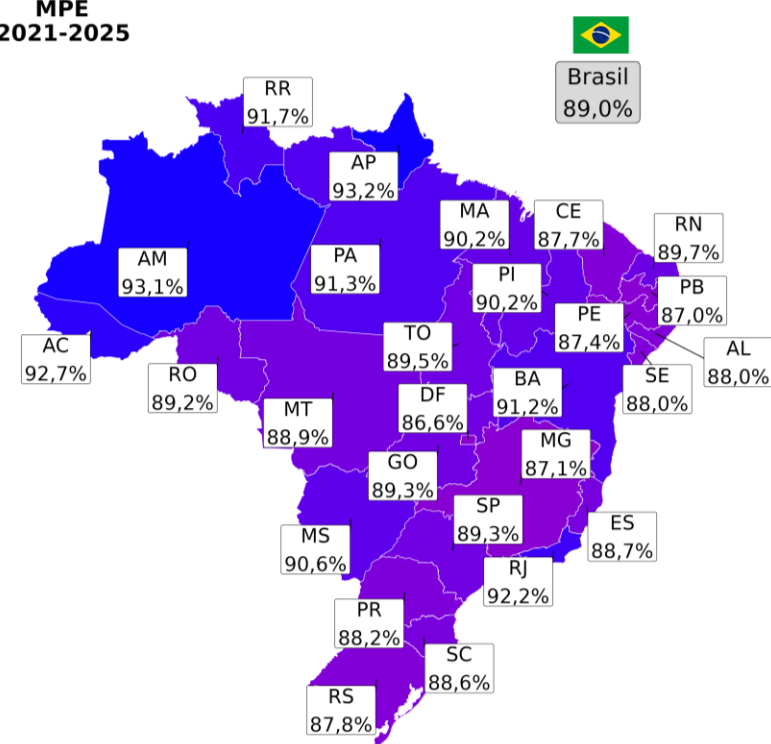 MPE
2021-2025
Brasil
89,0%
RR
91,7%
AP
93,2%
MA
90,2%
CE
87,7%
RN
89,7%
AM
93,1%
PA
91,3%
PI
90,2%
PB
87,0%
PE
87,4%
AC
92,7%
TO
89,5%
AL
88,0%
RO
89,2%
SE
88,0%
BA
91,2%
DF
86,6%
MT
88,9%
MG
87,1%
GO
89,3%
SP
89,3%
ES
88,7%
MS
90,6%
RJ
92,2%
PR
88,2%
SC
88,6%
RS
87,8%